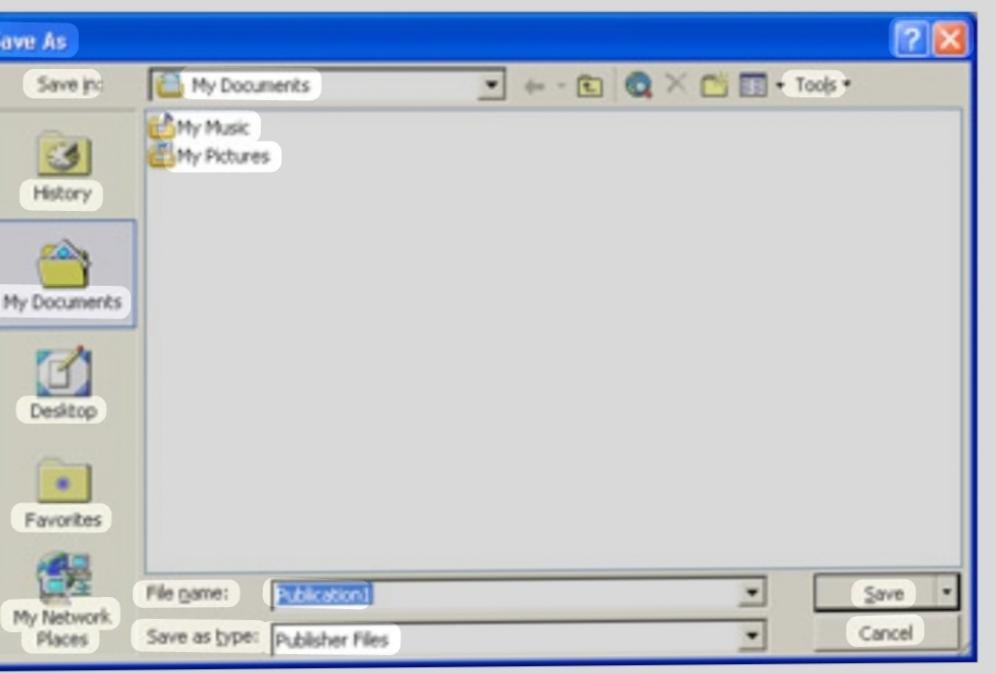 ave As
Save in:
My Documents
Tools
My Music
My Pictures
History
My Documents
Desktop
Favorites
My Network
Places
File name:
Publication1
Save
Save as type:
Publisher Files
Cancel